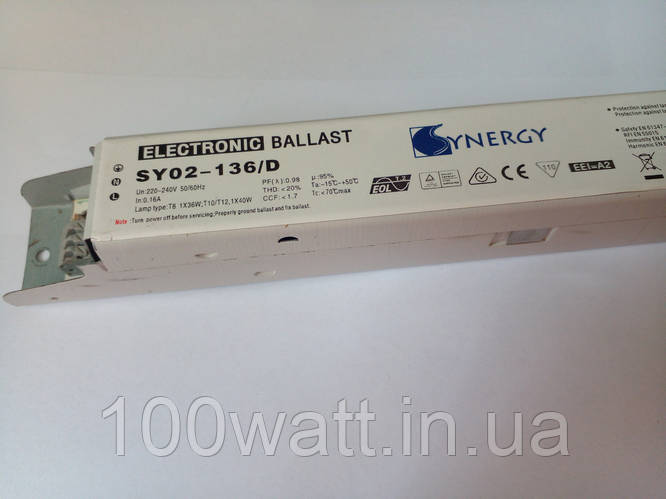 ELECTRONIC BALLAST
SY02-136/D
Un:220-240V 50/60Hz
In:0.16A
Lamp type:T8 1X36W,T10/T12,1X40W
Note:Turn power off before servicing;Properly ground ballast and fix ballast.
PF(λ):0.98
THD:<20%
CCF:<1.7
μ:95%
Ta:-15℃-+50℃
Tc:<70℃max
N
L
EOL
SYNERGY
CE
110
EEI=A2
Protection against
Protection against
Safety EN 61347-
RFI EN 55015
Immunity EN
Harmonic EN
100watt.in.ua